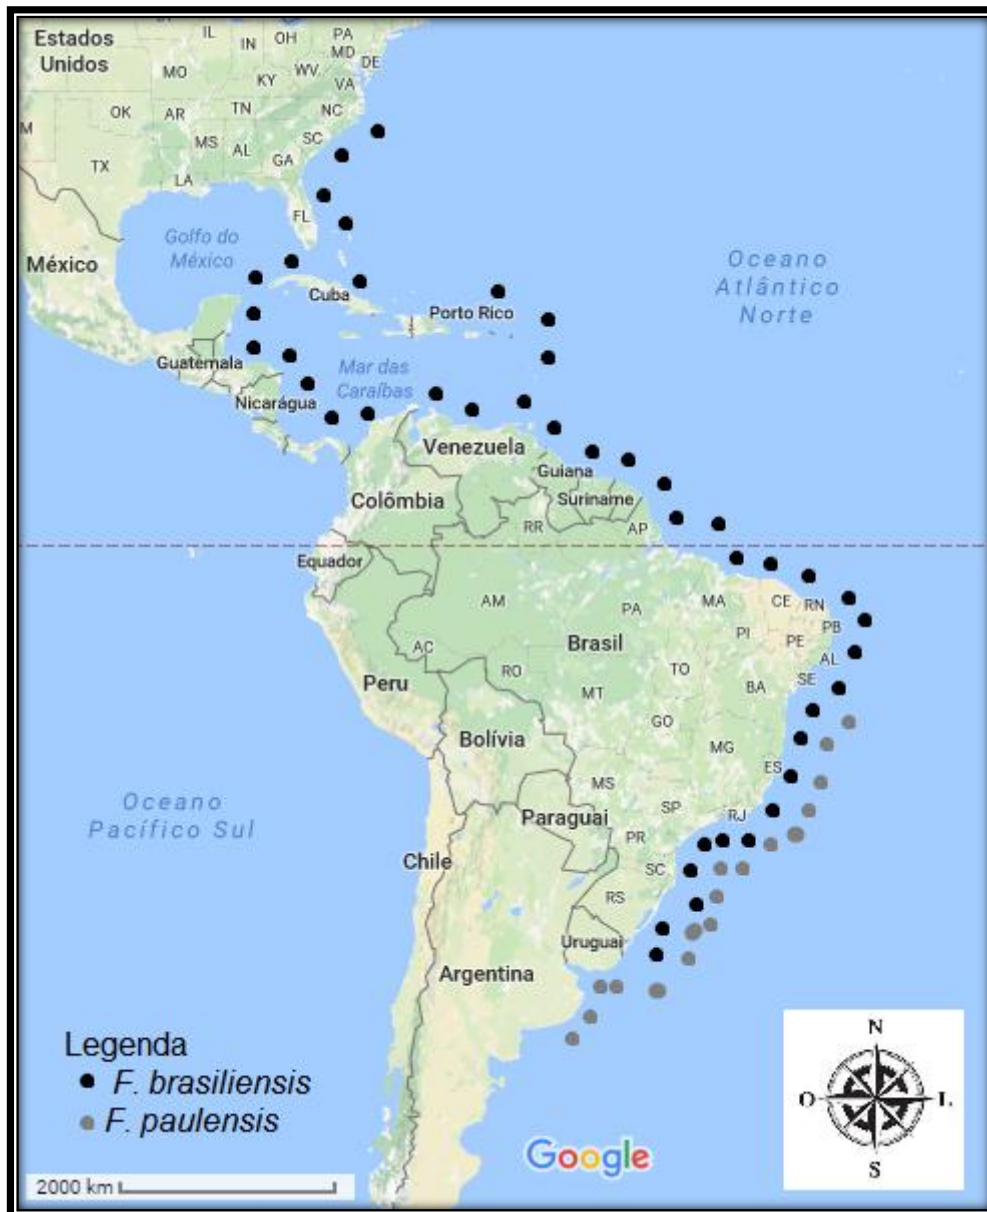 Estados
Unidos
IL
IN
OH
PA
MD
DE
MO
KY
WV
VA
OK
AR
TN
NC
MS
AL
GA
SC
TX
LA
FL
M
Golfo do
México
México
Cuba
Porto Rico
Oceano
Atlântico
Norte
Guatemala
Mar das
Caraíbas
Nicarágua
Venezuela
Guiana
Suriname
Colômbia
RR
AP
Equador
AM
PA
MA
CE
RN
PB
PI
PE
AL
AC
Brasil
TO
SE
RO
BA
Peru
MT
GO
Bolívia
MG
ES
MS
Oceano
Pacífico Sul
Paraguai
SP
RJ
PR
Chile
SC
RS
Uruguai
Argentina
Legenda
F. brasiliensis
F. paulensis
N
O
L
S
Google
2000 km